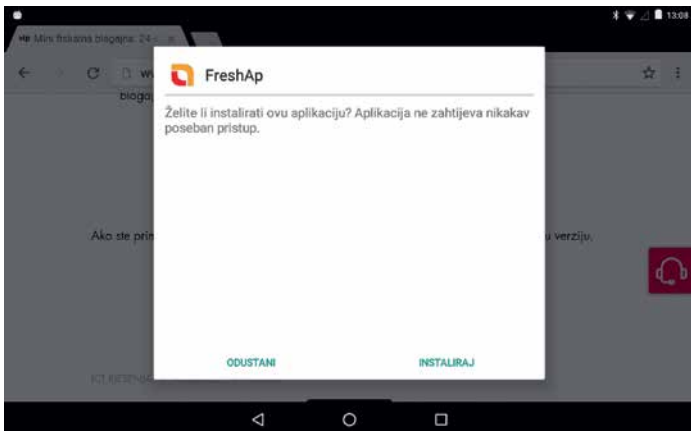 13:08
Mini fiskalna blagajna: 24-
FreshAp
Želite li instalirati ovu aplikaciju? Aplikacija ne zahtijeva nikakav
poseban pristup.
Ako ste prin
u verziju.
ODUSTANI
INSTALIRAJ